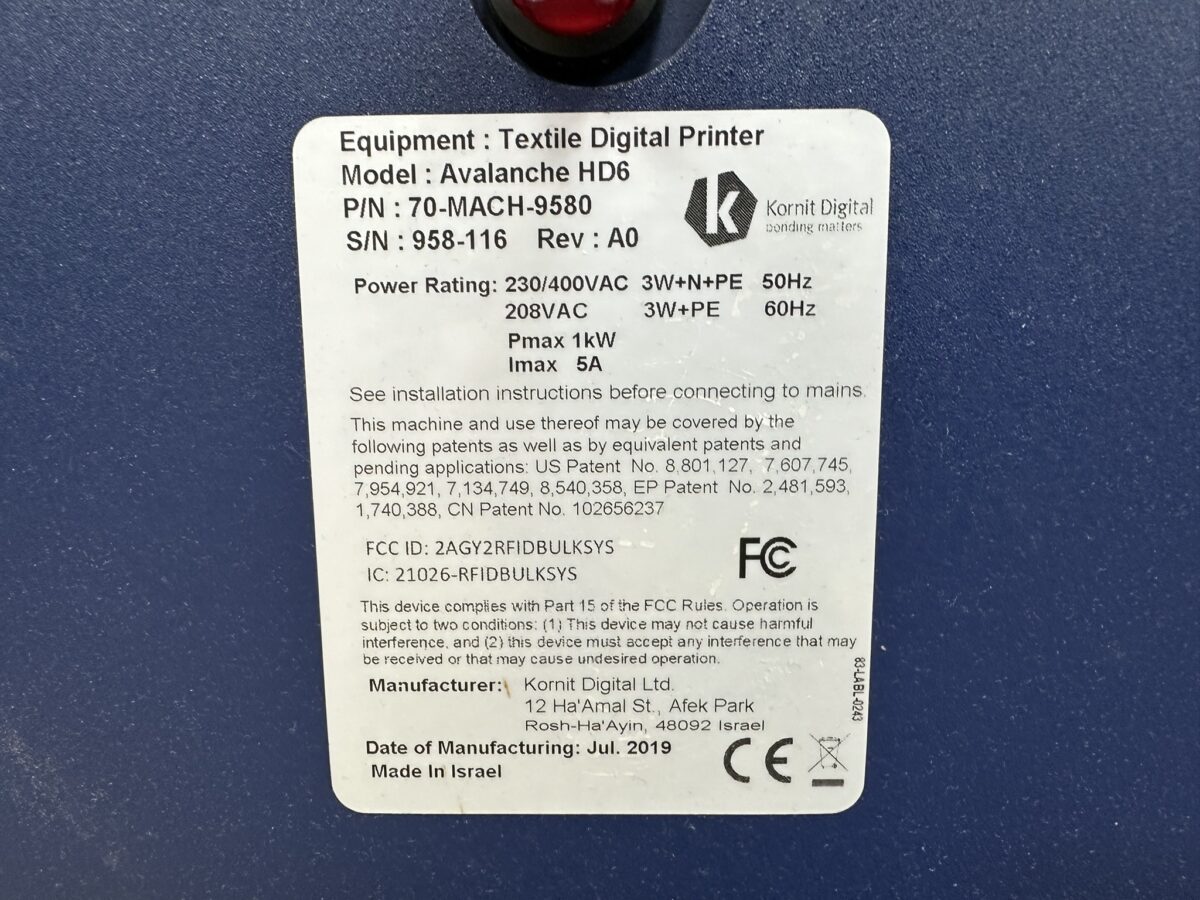 Equipment : Textile Digital Printer
Model : Avalanche HD6
P/N : 70-MACH-9580
S/N : 958-116 Rev : A0
k
Kornit Digital
bonding matters
Power Rating: 230/400VAC 3W+N+PE 50Hz
208VAC 3W+PE 60Hz
Pmax 1kW
Imax 5A
See installation instructions before connecting to mains.
This machine and use thereof may be covered by the
following patents as well as by equivalent patents and
pending applications: US Patent No. 8,801,127, 7,607,745,
7,954,921, 7,134,749, 8,540,358, EP Patent No. 2,481,593,
1,740,388, CN Patent No. 102656237
FCC ID: 2AGY2RFIDBULKSYS
IC: 21026-RFIDBULKSYS
FC
This device complies with Part 15 of the FCC Rules. Operation is
subject to two conditions: (1) This device may not cause harmful
interference, and (2) this device must accept any interference that may
be received or that may cause undesired operation.
83-LABL-0243
Manufacturer: Kornit Digital Ltd.
12 Ha'Amal St., Afek Park
Rosh-Ha'Ayin, 48092 Israel
Date of Manufacturing: Jul. 2019
Made In Israel
CE